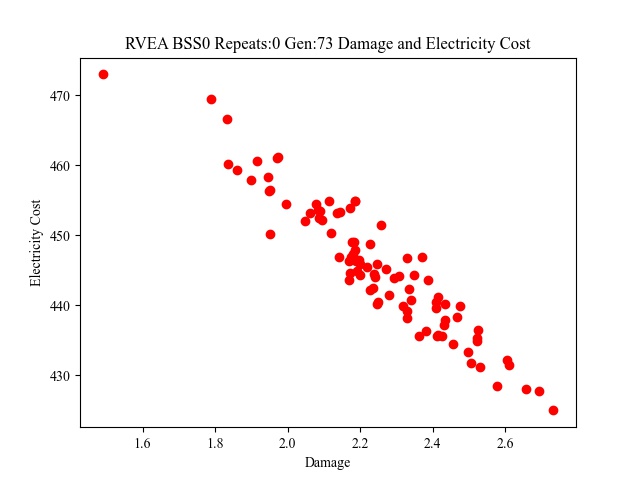 RVEA BSS0 Repeats:0 Gen:73 Damage and Electricity Cost
470
460
450
440
430
Electricity Cost
1.6 1.8 2.0 2.2 2.4 2.6
Damage